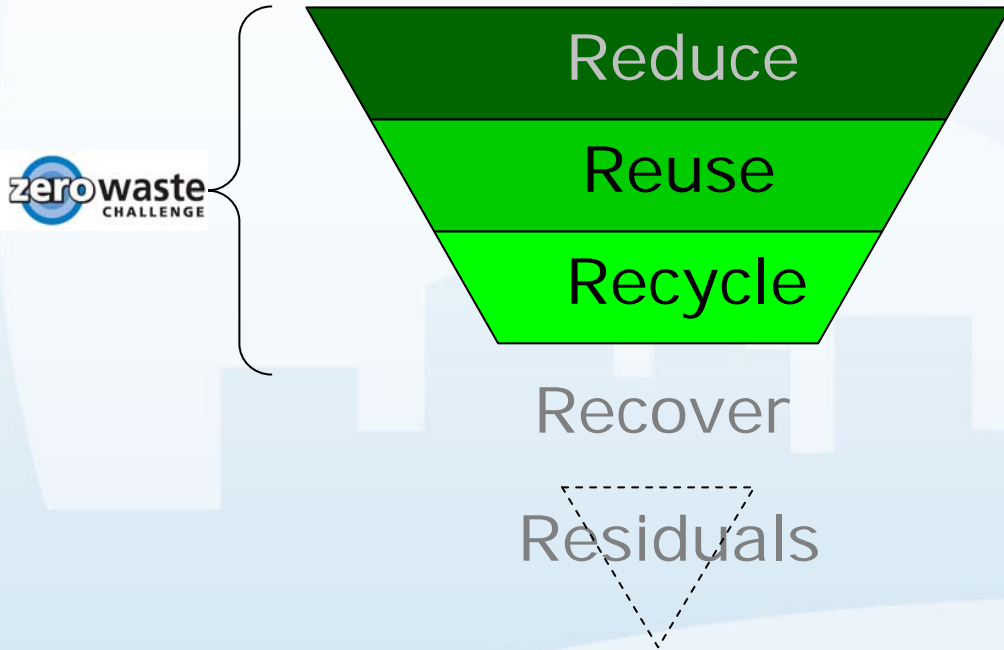 Reduce
Reuse
zerowaste
CHALLENGE
Recycle
Recover
Residuals